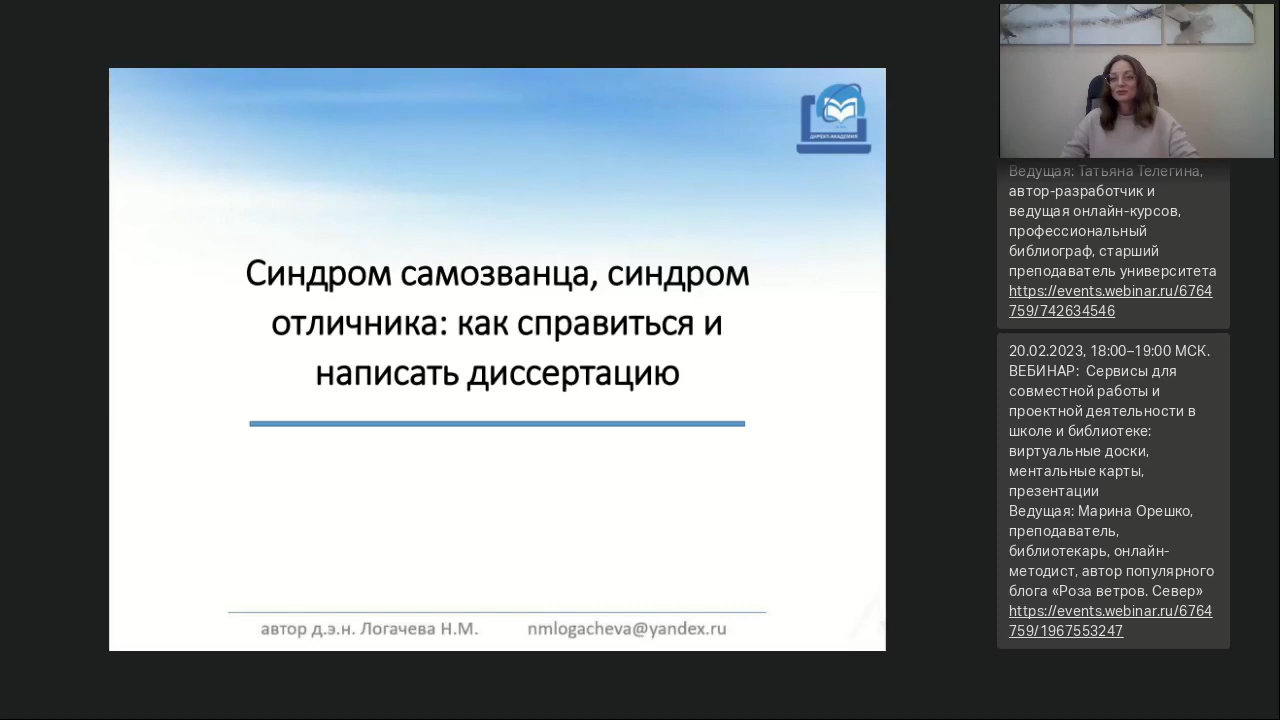 ДИРЕКТ-АКАДЕМИЯ
Синдром самозванца, синдром
отличника: как справиться и
написать диссертацию
автор д.э.н. Логачева Н.М. nmlogacheva@yandex.ru
Ведущая: Татьяна Телегина,
автор-разработчик и
ведущая онлайн-курсов,
профессиональный
библиограф, старший
преподаватель университета
https://events.webinar.ru/6764
759/742634546
20.02.2023, 18:00–19:00 МСК.
ВЕБИНАР: Сервисы для
совместной работы и
проектной деятельности в
школе и библиотеке:
виртуальные доски,
ментальные карты,
презентации
Ведущая: Марина Орешко,
преподаватель,
библиотекарь, онлайн-
методист, автор популярного
блога «Роза ветров. Север»
https://events.webinar.ru/6764
759/1967553247